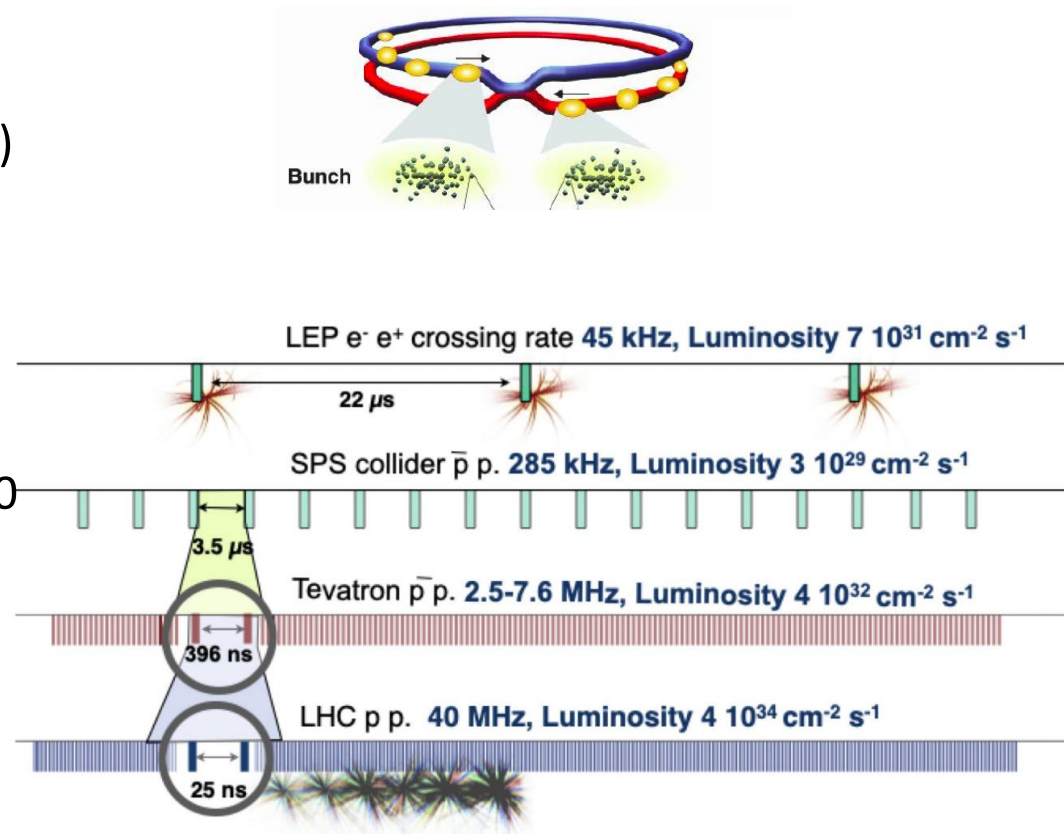 )
Bunch
LEP e⁻ e⁺ crossing rate 45 kHz, Luminosity 7 10³¹ cm⁻² s⁻¹
22 µs
SPS collider p̅ p. 285 kHz, Luminosity 3 10²⁹ cm⁻² s⁻¹
0
3.5 µs
Tevatron p̅ p. 2.5-7.6 MHz, Luminosity 4 10³² cm⁻² s⁻¹
396 ns
LHC p p. 40 MHz, Luminosity 4 10³⁴ cm⁻² s⁻¹
25 ns